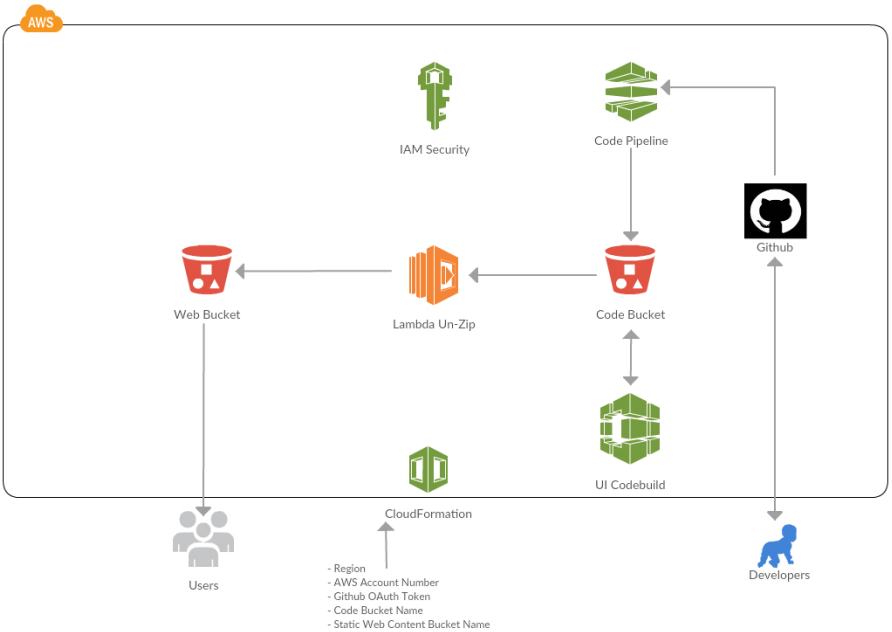 AWS
IAM Security
Code Pipeline
Github
Web Bucket
Lambda Un-Zip
Code Bucket
UI Codebuild
CloudFormation
Users
Developers
- Region
- AWS Account Number
- Github OAuth Token
- Code Bucket Name
- Static Web Content Bucket Name